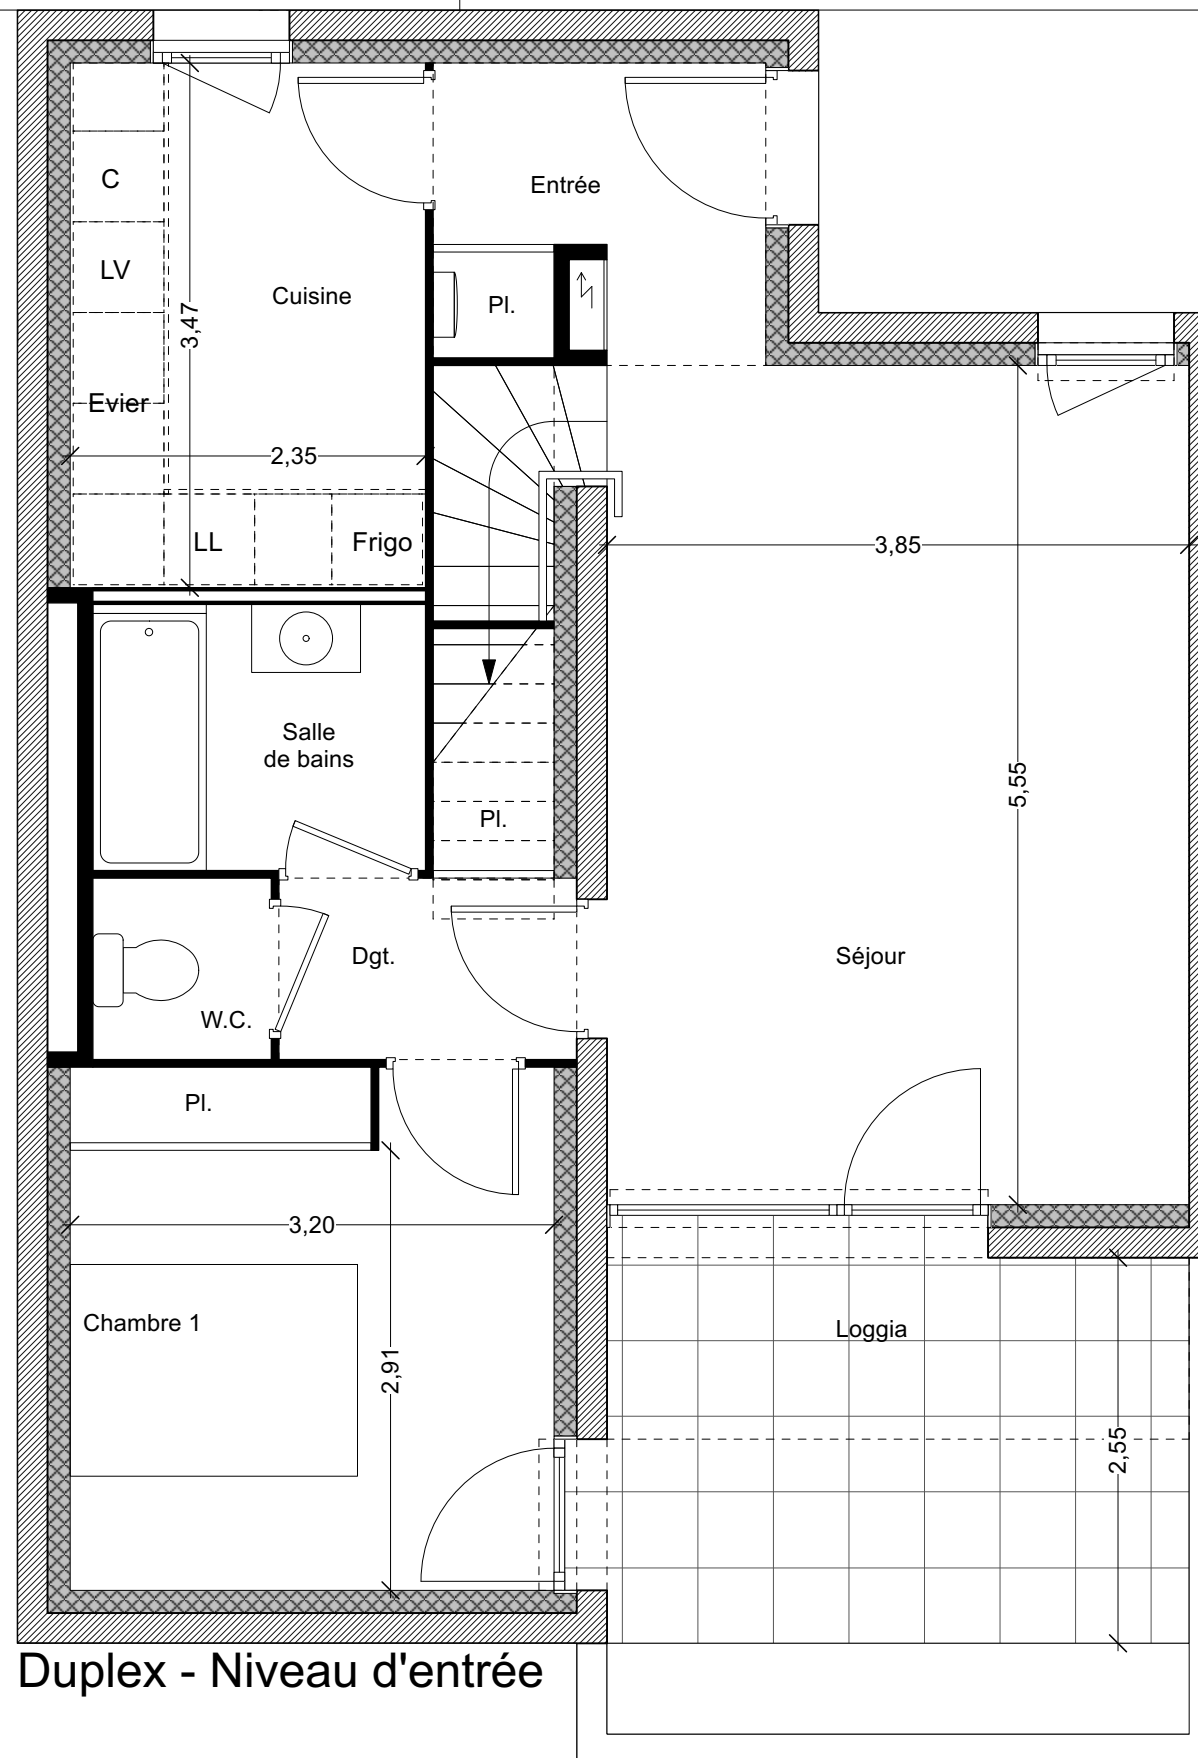 Entrée
C
LV
Cuisine
Pl.
3,47
Evier
2,35
LL
Frigo
3,85
Salle
de bains
5,55
Pl.
Dgt.
Séjour
W.C.
Pl.
3,20
Chambre 1
Loggia
2,91
2,55
Duplex - Niveau d'entrée